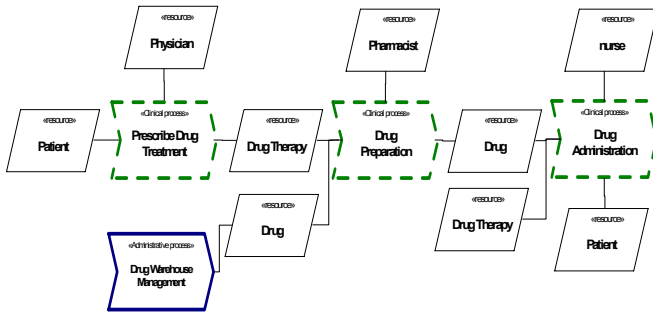 «resource»
Physician
«resource»
Pharmacist
«resource»
nurse
«resource»
Patient
«Clinical process»
Prescribe Drug
Treatment
«resource»
Drug Therapy
«Clinical process»
Drug
Preparation
«resource»
Drug
«Clinical process»
Drug
Administration
«resource»
Drug
«resource»
Drug Therapy
«resource»
Patient
«Administrative process»
Drug Warehouse
Management